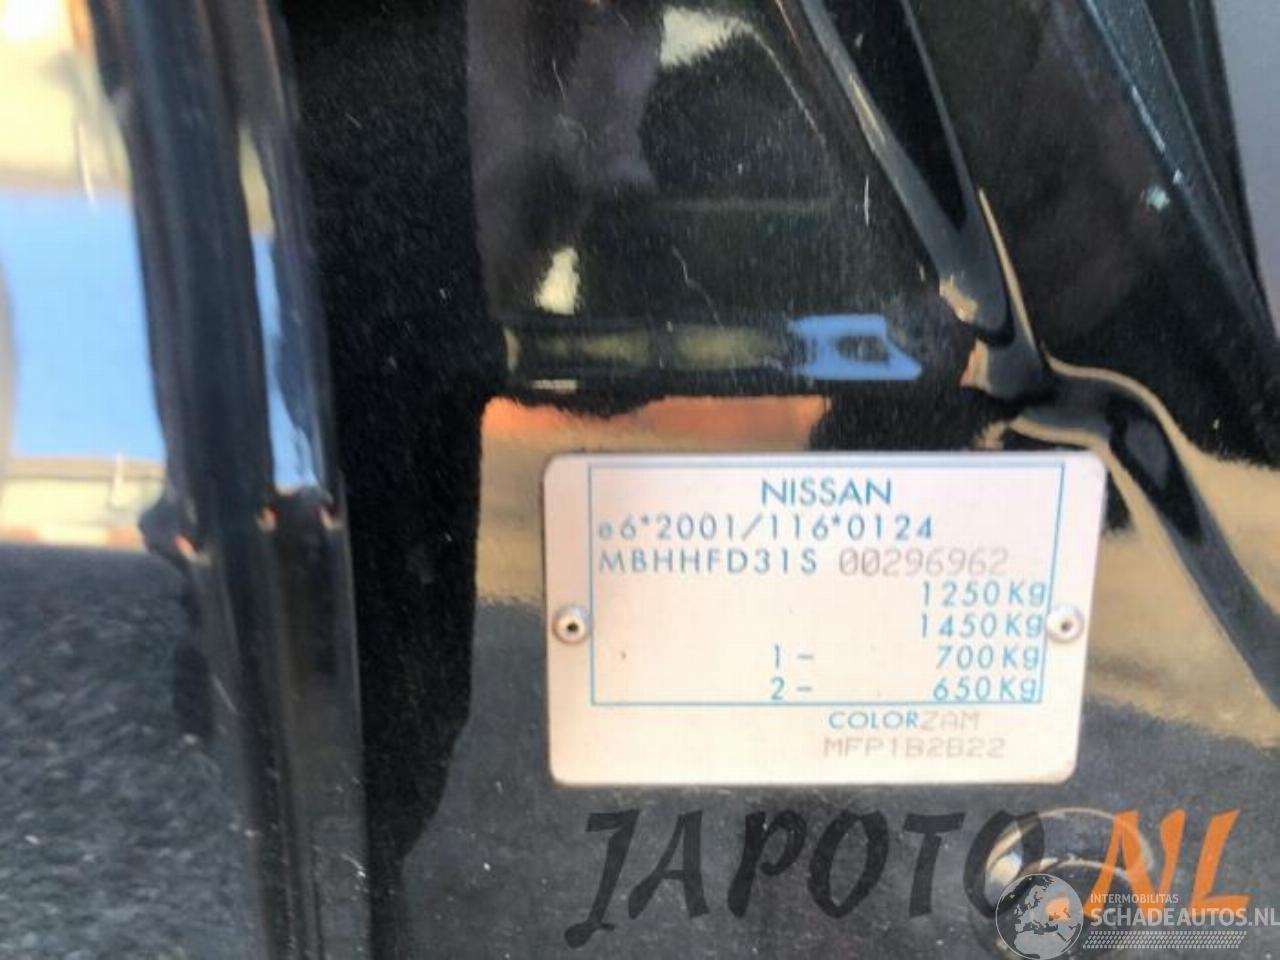 NISSAN
e6*2001/116*0124
MBHHFD31S 00296962
1250Kg
1450Kg
1- 700Kg
2- 650Kg
COLOR ZAM
MFP1B2B22
JAPOTO.NL
INTERMOBILITAS
SCHADEAUTOS.NL